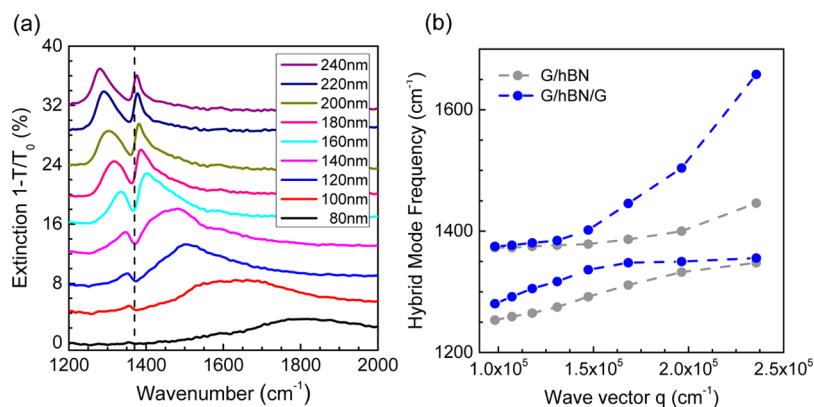 (a)
Extinction 1-T/T₀ (%)
40
32
24
16
8
0
240nm
220nm
200nm
180nm
160nm
140nm
120nm
100nm
80nm
1200 1400 1600 1800 2000
Wavenumber (cm⁻¹)
(b)
Hybrid Mode Frequency (cm⁻¹)
1600
1400
1200
G/hBN
G/hBN/G
1.0x10⁵ 1.5x10⁵ 2.0x10⁵ 2.5x10⁵
Wave vector q (cm⁻¹)